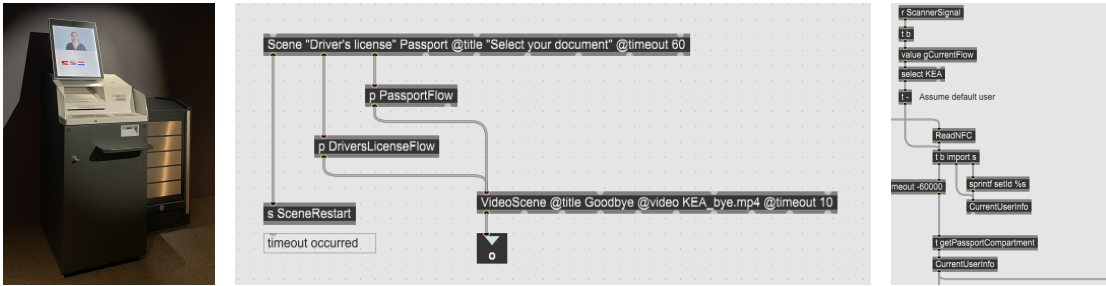 Scene "Driver's license" Passport @title "Select your document" @timeout 60
p PassportFlow
p DriversLicenseFlow
VideoScene @title Goodbye @video KEA_bye.mp4 @timeout 10
s SceneRestart
timeout occurred
o
r ScannerSignal
t b
value gCurrentFlow
select KEA
t - Assume default user
ReadNFC
t b import s
meout -60000
sprintf setId %s
CurrentUserInfo
t getPassportCompartment
CurrentUserInfo